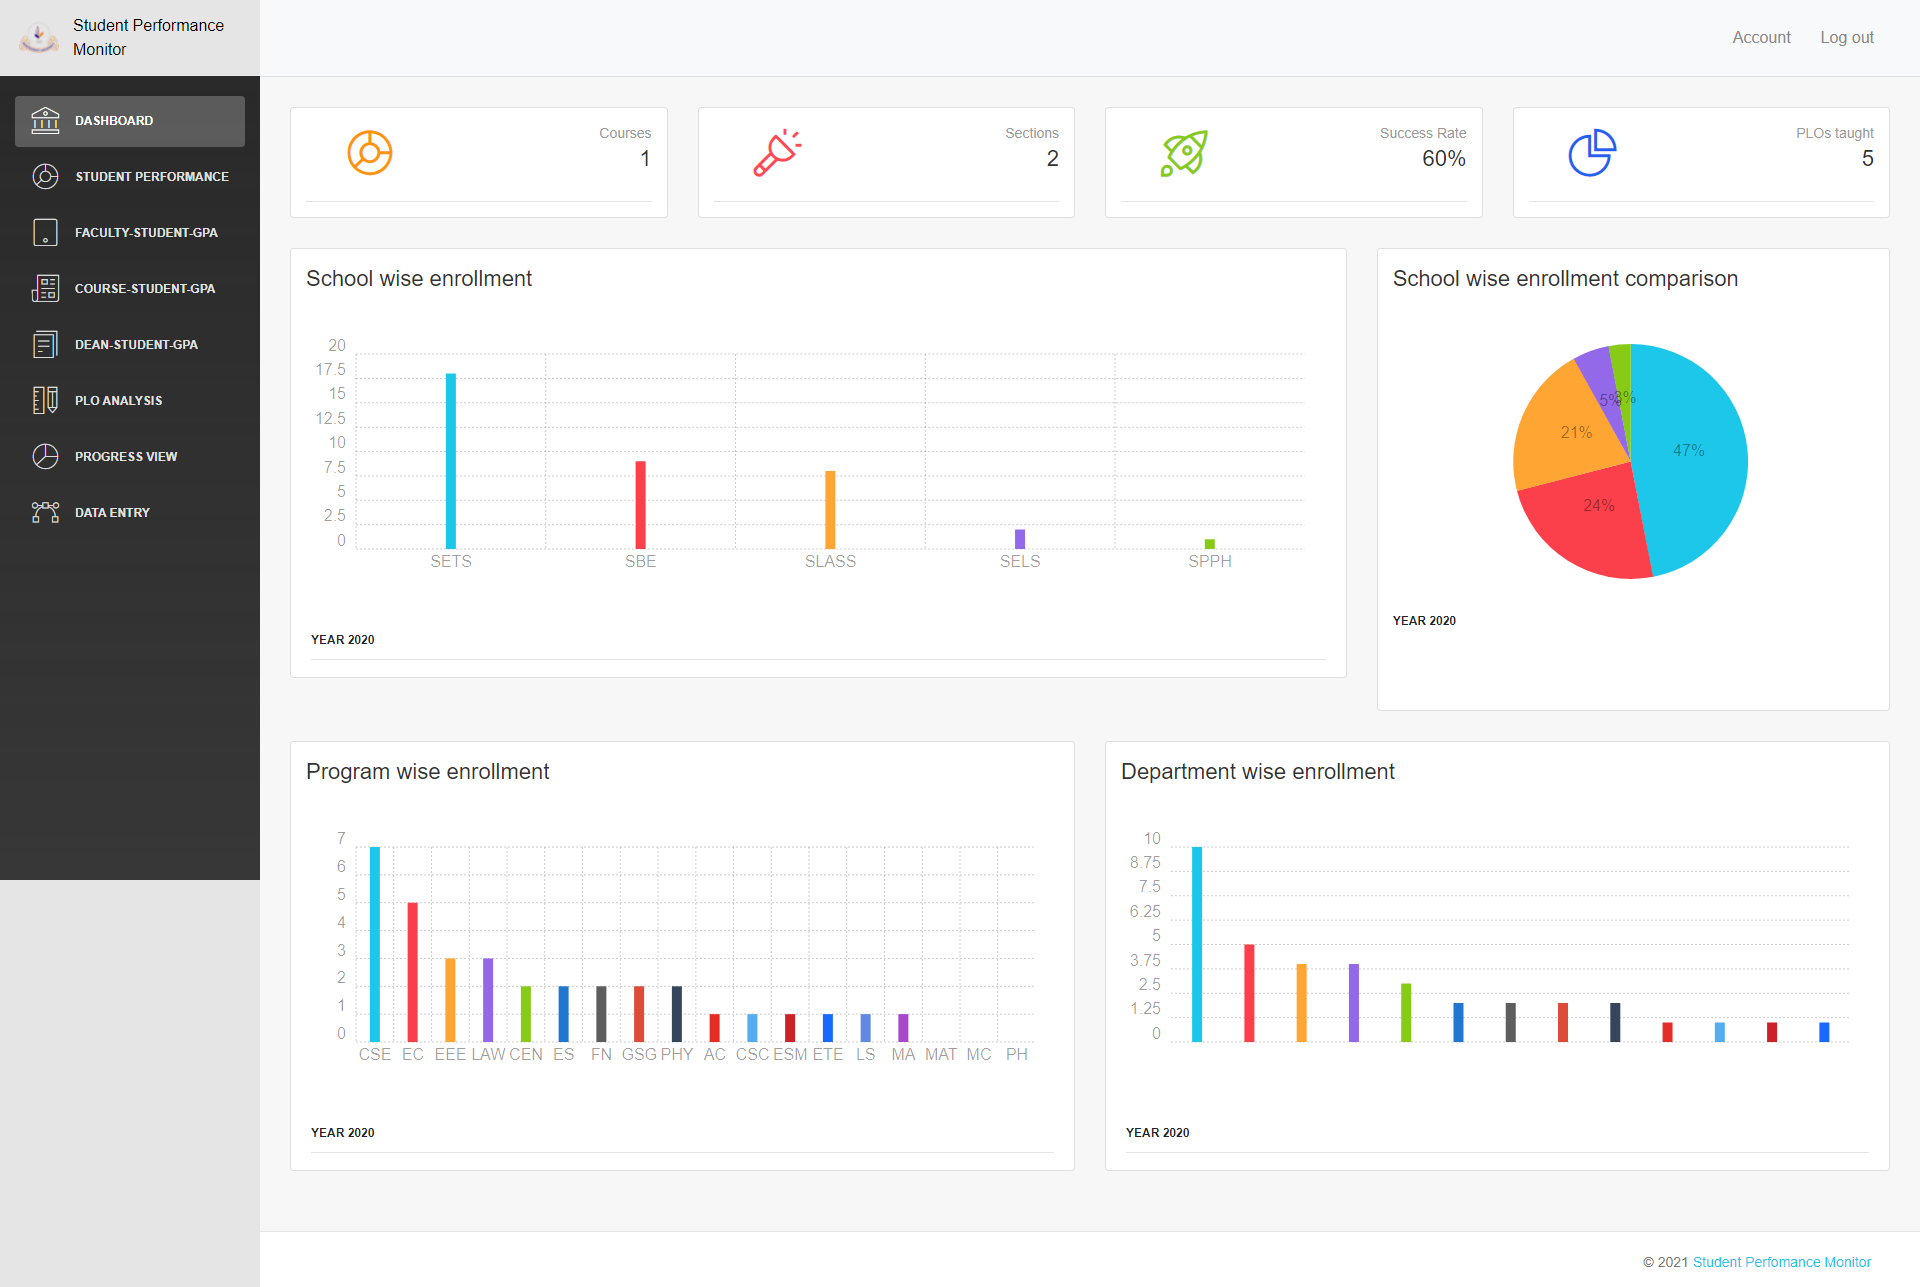 Student Performance
Monitor
Account
Log out
DASHBOARD
STUDENT PERFORMANCE
FACULTY-STUDENT-GPA
COURSE-STUDENT-GPA
DEAN-STUDENT-GPA
PLO ANALYSIS
PROGRESS VIEW
DATA ENTRY
Courses
1
Sections
2
Success Rate
60%
PLOs taught
5
School wise enrollment
20
17.5
15
12.5
10
7.5
5
2.5
0
SETS SBE SLASS SELS SPPH
YEAR 2020
School wise enrollment comparison
5% 3%
21%
47%
24%
YEAR 2020
Program wise enrollment
7
6
5
4
3
2
1
0
CSE EC EEE LAW CEN ES FN GSG PHY AC CSC ESM ETE LS MA MAT MC PH
YEAR 2020
Department wise enrollment
10
8.75
7.5
6.25
5
3.75
2.5
1.25
0
YEAR 2020
© 2021 Student Perfomance Monitor